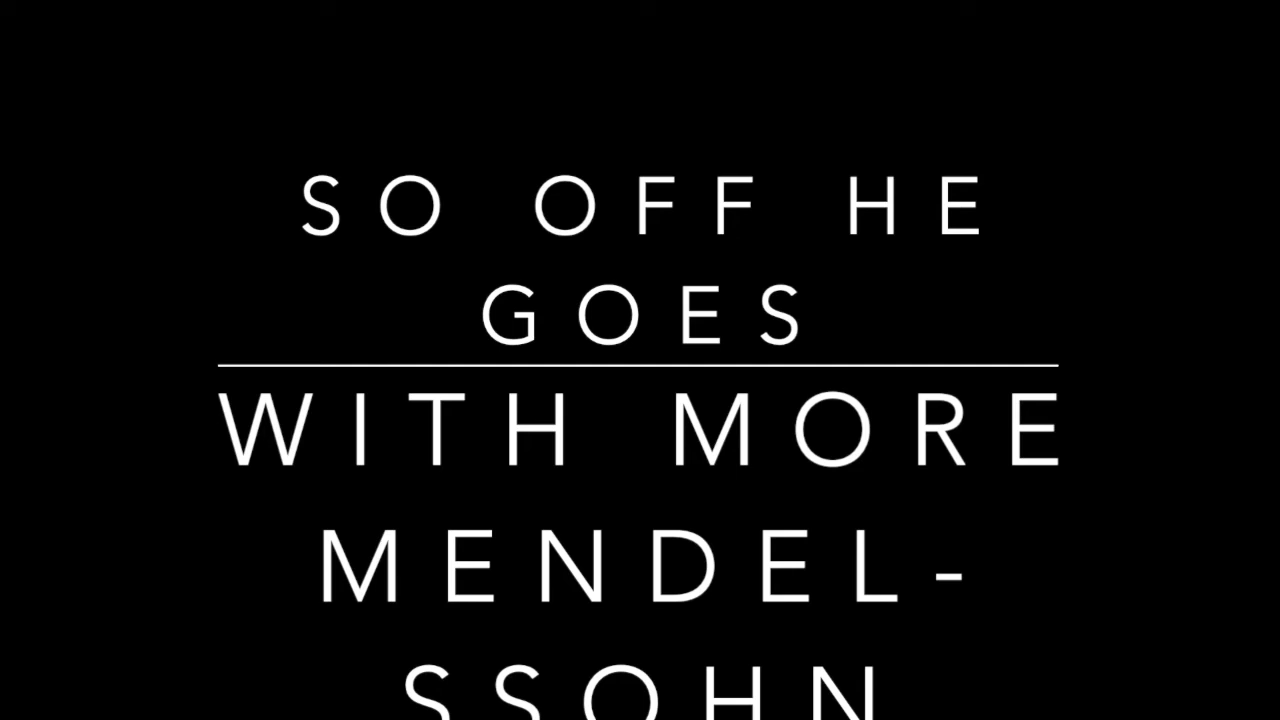 SO OFF HE
GOES
WITH MORE
MENDEL-
SSOHN